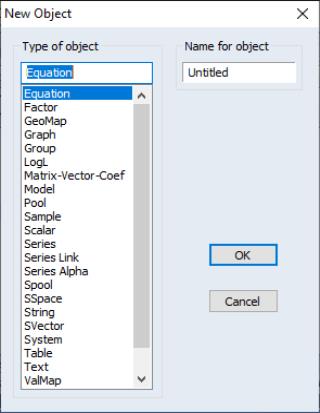 New Object
Type of object
Name for object
Equation
Untitled
Equation
Factor
GeoMap
Graph
Group
LogL
Matrix-Vector-Coef
Model
Pool
Sample
Scalar
Series
Series Link
Series Alpha
Spool
SSpace
String
SVector
System
Table
Text
ValMap
OK
Cancel